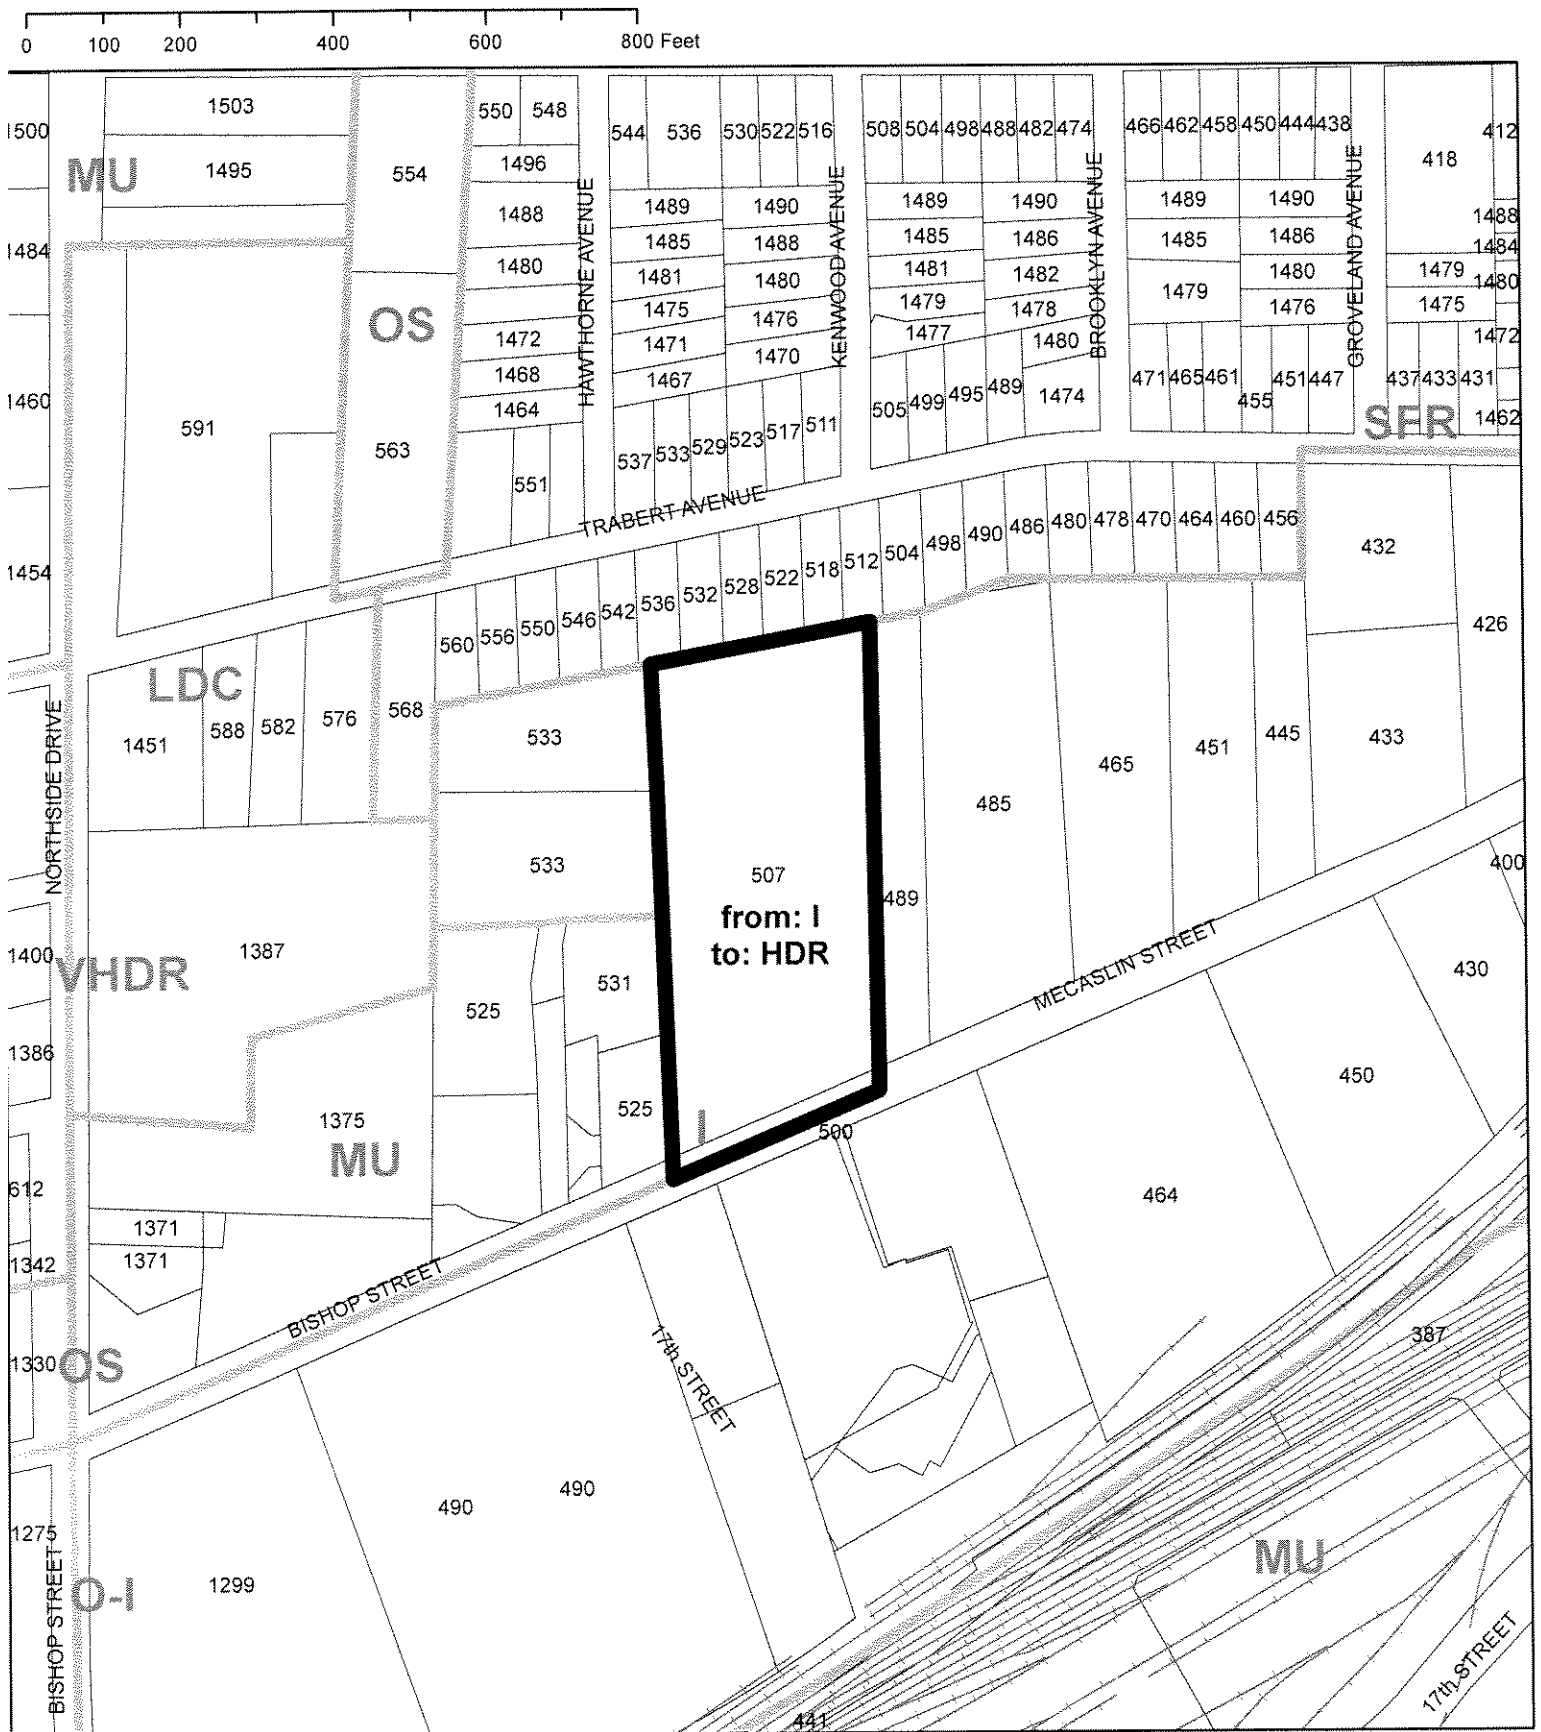 0 100 200 400 600 800 Feet
1503
550 548
1500
544 536 530 522 516
508 504 498 488 482 474
466 462 458 450 444 438
412
MU
1495
554
1496
418
HAWTHORNE AVENUE
KENWOOD AVENUE
BROOKLYN AVENUE
GROVELAND AVENUE
1488
1489 1490
1489 1490
1489 1490
1488
1484
1485 1488
1485 1486
1485 1486
1484
1480
1481 1480
1481 1482
1479 1480
1479 1480
OS
1475 1476
1479 1478
1476
1475
1472
1471 1470
1477 1480
1472
1468
1467
1464
1460
591
563
551
537 533 529 523 517 511
505 499 495 489 1474
471 465 461 455 451 447
437 433 431
1462
SFR
TRABERT AVENUE
1454
560 556 550 546 542 536 532 528 522 518 512 504 498 490 486 480 478 470 464 460 456
432
426
LDC
NORTHSIDE DRIVE
1451 588 582 576 568
533
485
465
451
445
433
533
507
from: I
to: HDR
489
400
1400
VHDR
1387
531
525
MECASLIN STREET
430
1386
450
1375
525
I
500
MU
612
464
1371
1371
1342
BISHOP STREET
1330
OS
17th STREET
387
490
490
1275
BISHOP STREET
O-I
1299
MU
17th STREET
441